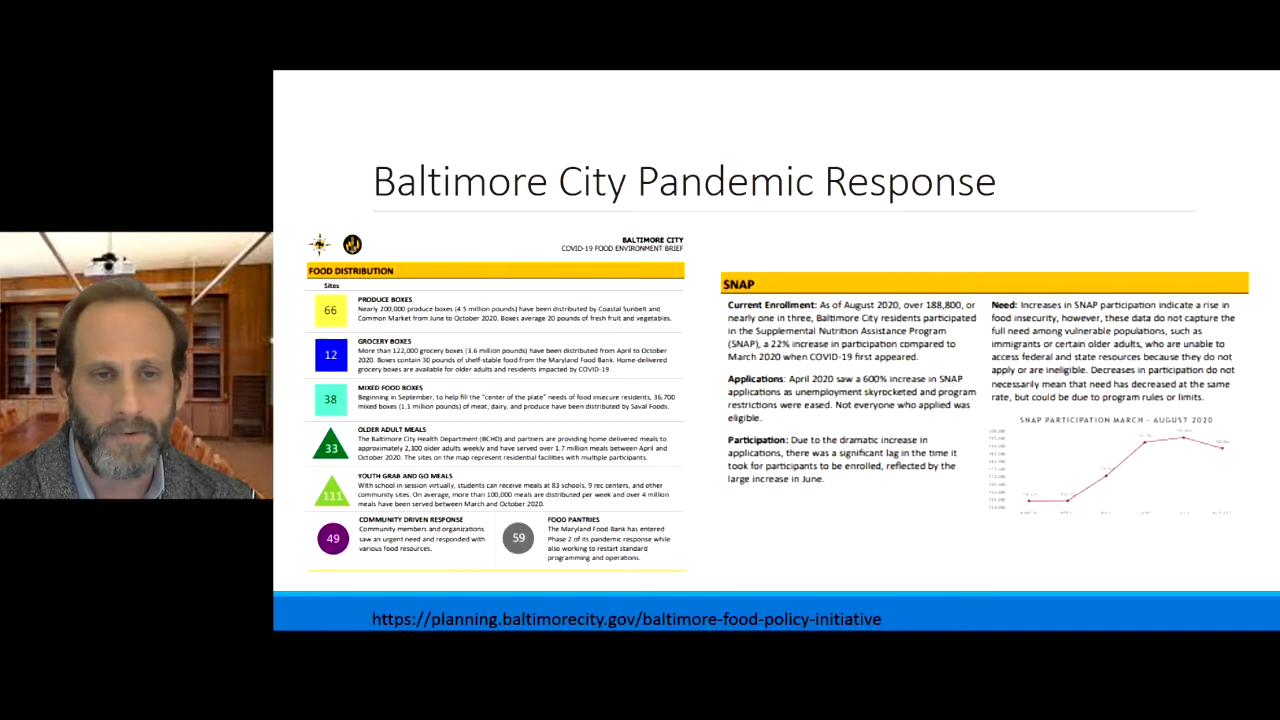 Baltimore City Pandemic Response
BALTIMORE CITY
COVID-19 FOOD ENVIRONMENT BRIEF
FOOD DISTRIBUTION
Sites
66
PRODUCE BOXES
Nearly 200,000 produce boxes (4.5 million pounds) have been distributed by Coastal Sunbelt and
Common Market from June to October 2020. Boxes average 20 pounds of fresh fruit and vegetables.
12
GROCERY BOXES
More than 122,000 grocery boxes (3.6 million pounds) have been distributed from April to October
2020. Boxes contain 30 pounds of shelf-stable food from the Maryland Food Bank. Home-delivered
grocery boxes are available for older adults and residents impacted by COVID-19.
38
MIXED FOOD BOXES
Beginning in September, to help fill the "center of the plate" needs of food insecure residents, 36,700
mixed boxes (1.1 million pounds) of meat, dairy, and produce have been distributed by Saval Foods.
33
OLDER ADULT MEALS
The Baltimore City Health Department (BCHD) and partners are providing home delivered meals to
approximately 2,300 older adults weekly and have served over 1.7 million meals between April and
October 2020. The sites on the map represent residential facilities with multiple participants.
111
YOUTH GRAB AND GO MEALS
With school in session virtually, students can receive meals at 83 schools, 9 rec centers, and other
community sites. On average, more than 100,000 meals are distributed per week and over 4 million
meals have been served between March and October 2020.
49
COMMUNITY DRIVEN RESPONSE
Community members and organizations
saw an urgent need and responded with
various food resources.
59
FOOD PANTRIES
The Maryland Food Bank has entered
Phase 2 of its pandemic response while
also working to restart standard
programming and operations.
SNAP
Current Enrollment: As of August 2020, over 188,800, or
nearly one in three, Baltimore City residents participated
in the Supplemental Nutrition Assistance Program
(SNAP), a 22% increase in participation compared to
March 2020 when COVID-19 first appeared.
Applications: April 2020 saw a 600% increase in SNAP
applications as unemployment skyrocketed and program
restrictions were eased. Not everyone who applied was
eligible.
Participation: Due to the dramatic increase in
applications, there was a significant lag in the time it
took for participants to be enrolled, reflected by the
large increase in June.
Need: Increases in SNAP participation indicate a rise in
food insecurity, however, these data do not capture the
full need among vulnerable populations, such as
immigrants or certain older adults, who are unable to
access federal and state resources because they do not
apply or are ineligible. Decreases in participation do not
necessarily mean that need has decreased at the same
rate, but could be due to program rules or limits.
SNAP PARTICIPATION MARCH - AUGUST 2020
https://planning.baltimorecity.gov/baltimore-food-policy-initiative